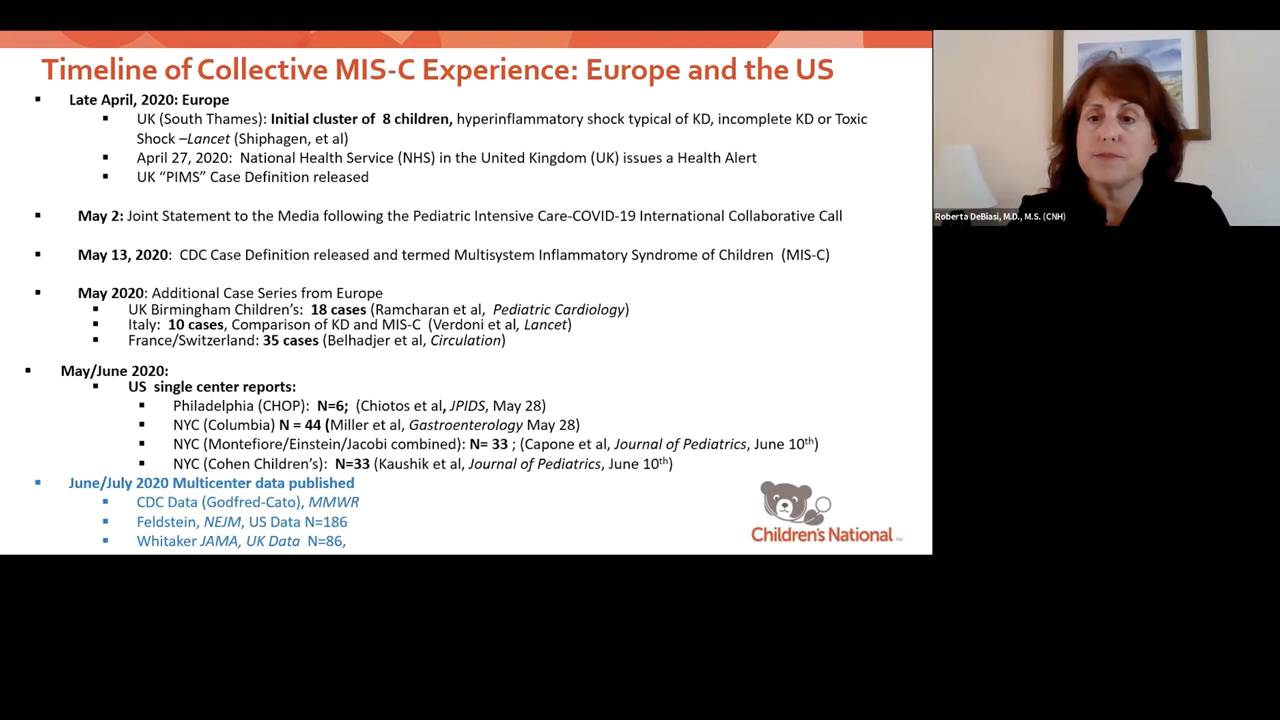 Timeline of Collective MIS-C Experience: Europe and the US
▪ Late April, 2020: Europe
▪ UK (South Thames): Initial cluster of 8 children, hyperinflammatory shock typical of KD, incomplete KD or Toxic
Shock –Lancet (Shiphagen, et al)
▪ April 27, 2020: National Health Service (NHS) in the United Kingdom (UK) issues a Health Alert
▪ UK "PIMS" Case Definition released
▪ May 2: Joint Statement to the Media following the Pediatric Intensive Care-COVID-19 International Collaborative Call
▪ May 13, 2020: CDC Case Definition released and termed Multisystem Inflammatory Syndrome of Children (MIS-C)
▪ May 2020: Additional Case Series from Europe
▪ UK Birmingham Children's: 18 cases (Ramcharan et al, Pediatric Cardiology)
▪ Italy: 10 cases, Comparison of KD and MIS-C (Verdoni et al, Lancet)
▪ France/Switzerland: 35 cases (Belhadjer et al, Circulation)
▪ May/June 2020:
▪ US single center reports:
▪ Philadelphia (CHOP): N=6; (Chiotos et al, JPIDS, May 28)
▪ NYC (Columbia) N = 44 (Miller et al, Gastroenterology May 28)
▪ NYC (Montefiore/Einstein/Jacobi combined): N= 33 ; (Capone et al, Journal of Pediatrics, June 10th)
▪ NYC (Cohen Children's): N=33 (Kaushik et al, Journal of Pediatrics, June 10th)
▪ June/July 2020 Multicenter data published
▪ CDC Data (Godfred-Cato), MMWR
▪ Feldstein, NEJM, US Data N=186
▪ Whitaker JAMA, UK Data N=86,
Children's National
Roberta DeBiasi, M.D., M.S. (CNH)